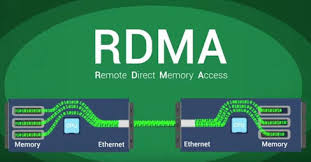 RDMA
Remote Direct Memory Access
Memory Ethernet Ethernet Memory